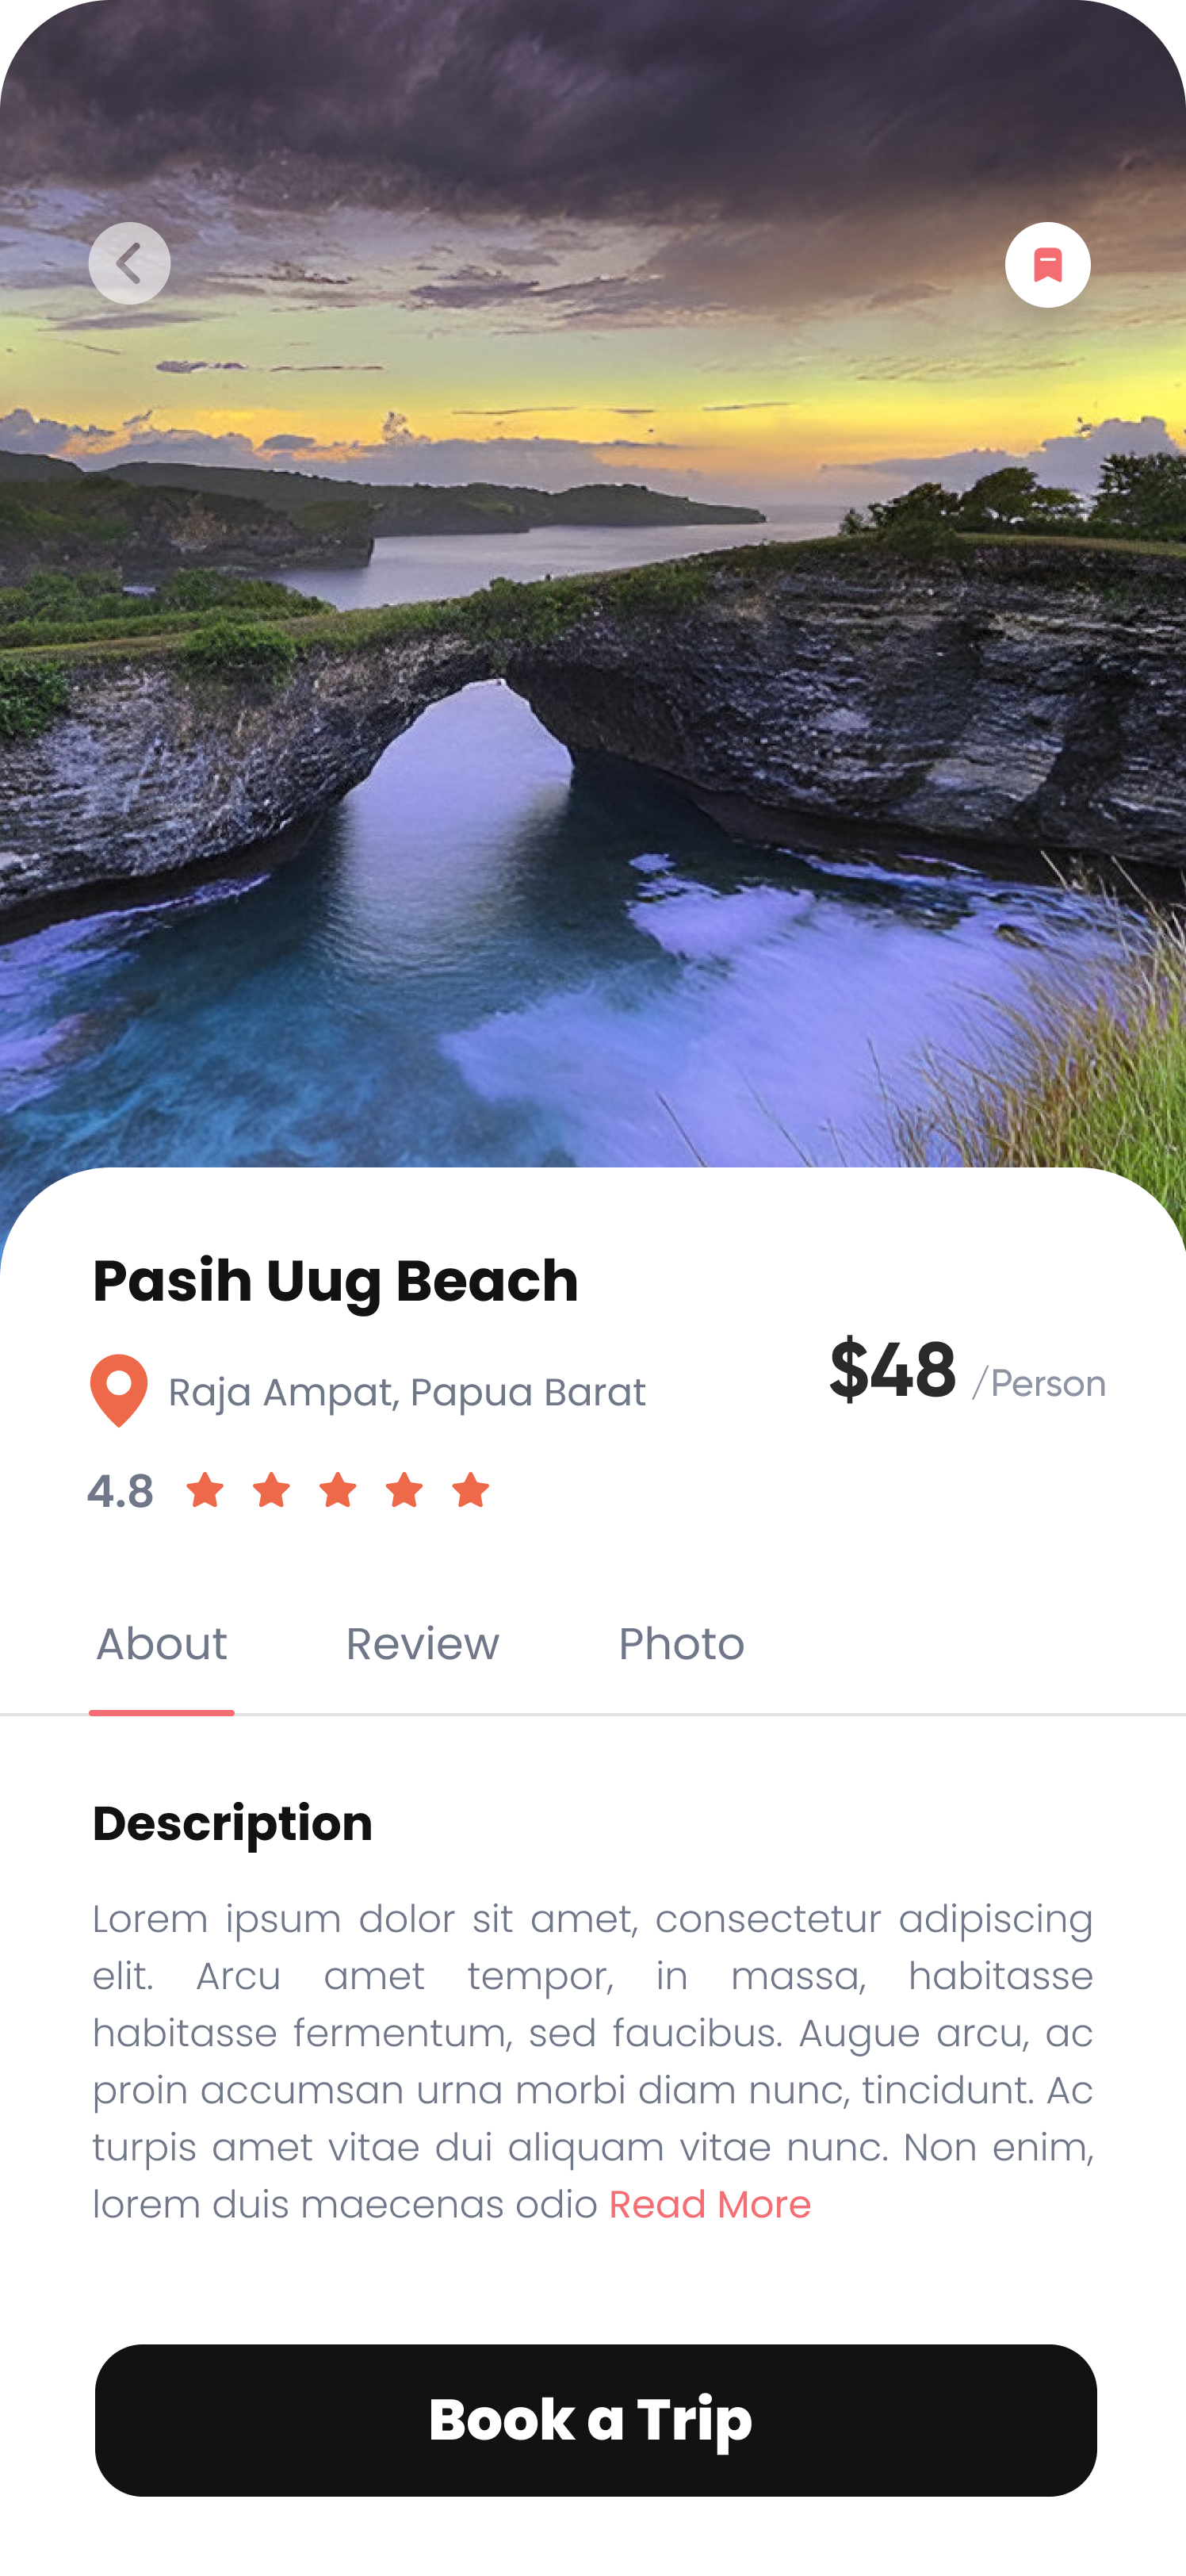 Pasih Uug Beach
Raja Ampat, Papua Barat
$48 /Person
4.8
About Review Photo
Description
Lorem ipsum dolor sit amet, consectetur adipiscing
elit. Arcu amet tempor, in massa, habitasse
habitasse fermentum, sed faucibus. Augue arcu, ac
proin accumsan urna morbi diam nunc, tincidunt. Ac
turpis amet vitae dui aliquam vitae nunc. Non enim,
lorem duis maecenas odio Read More
Book a Trip